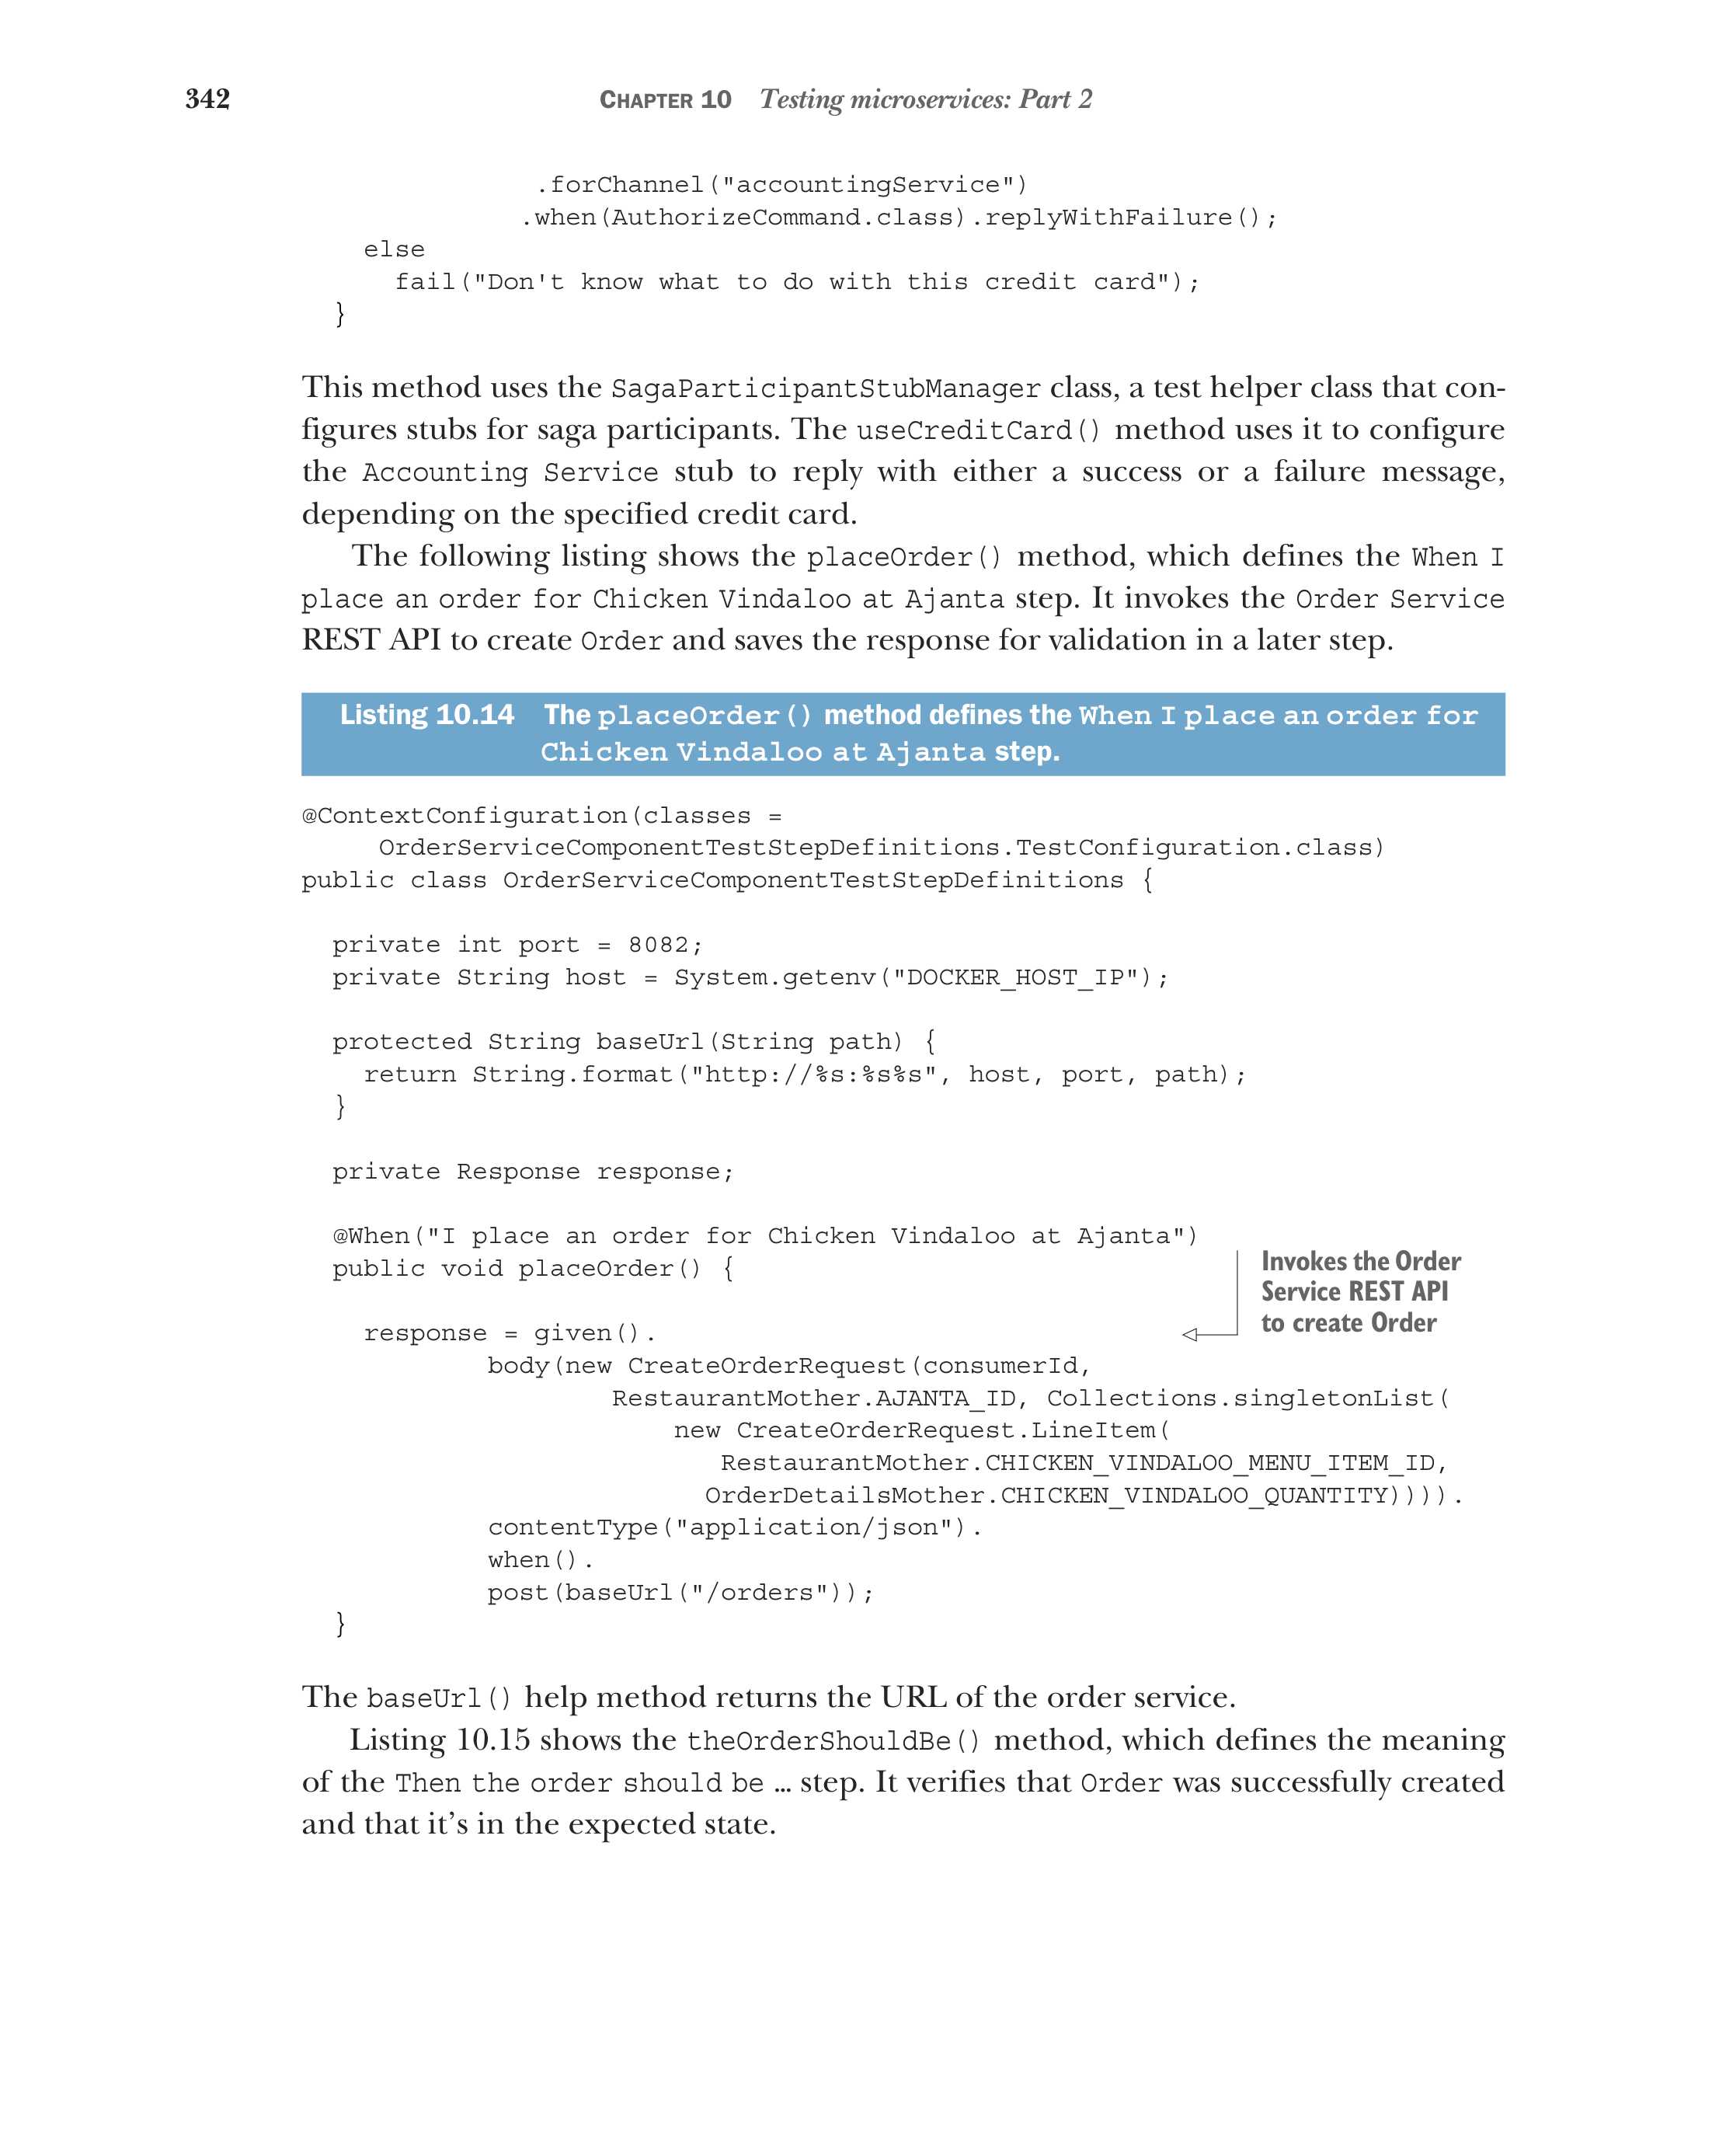 342 CHAPTER 10 Testing microservices: Part 2
.forChannel("accountingService")
.when(AuthorizeCommand.class).replyWithFailure();
else
fail("Don't know what to do with this credit card");
}
This method uses the SagaParticipantStubManager class, a test helper class that con-
figures stubs for saga participants. The useCreditCard() method uses it to configure
the Accounting Service stub to reply with either a success or a failure message,
depending on the specified credit card.
The following listing shows the placeOrder() method, which defines the When I
place an order for Chicken Vindaloo at Ajanta step. It invokes the Order Service
REST API to create Order and saves the response for validation in a later step.
Listing 10.14 The placeOrder() method defines the When I place an order for
Chicken Vindaloo at Ajanta step.
@ContextConfiguration(classes =
OrderServiceComponentTestStepDefinitions.TestConfiguration.class)
public class OrderServiceComponentTestStepDefinitions {
private int port = 8082;
private String host = System.getenv("DOCKER_HOST_IP");
protected String baseUrl(String path) {
return String.format("http://%s:%s%s", host, port, path);
}
private Response response;
@When("I place an order for Chicken Vindaloo at Ajanta")
public void placeOrder() {
Invokes the Order
Service REST API
to create Order
response = given().
body(new CreateOrderRequest(consumerId,
RestaurantMother.AJANTA_ID, Collections.singletonList(
new CreateOrderRequest.LineItem(
RestaurantMother.CHICKEN_VINDALOO_MENU_ITEM_ID,
OrderDetailsMother.CHICKEN_VINDALOO_QUANTITY)))).
contentType("application/json").
when().
post(baseUrl("/orders"));
}
The baseUrl() help method returns the URL of the order service.
Listing 10.15 shows the theOrderShouldBe() method, which defines the meaning
of the Then the order should be … step. It verifies that Order was successfully created
and that it’s in the expected state.